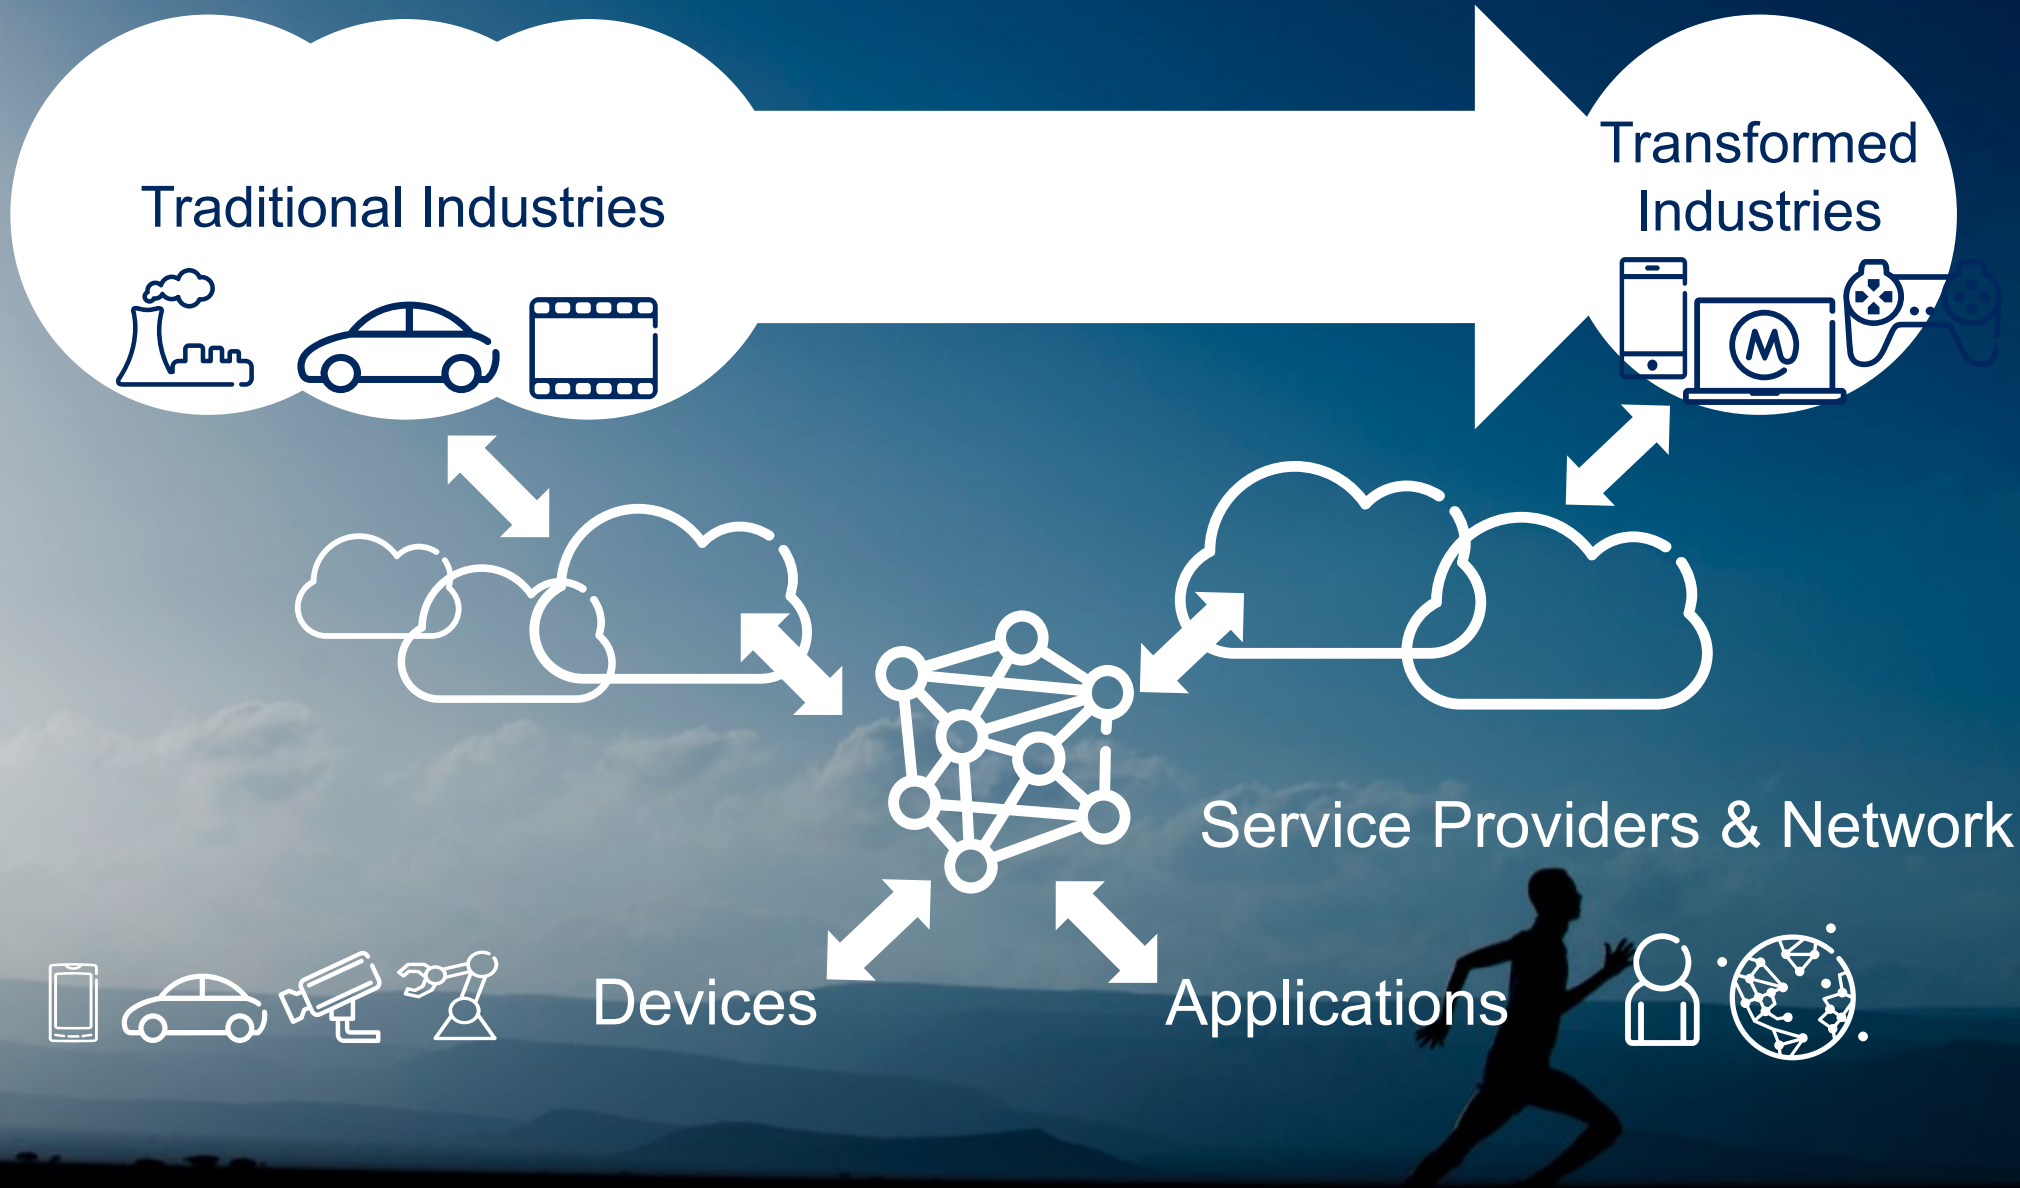 Traditional Industries
Transformed
Industries
M
Service Providers & Network
Devices
Applications